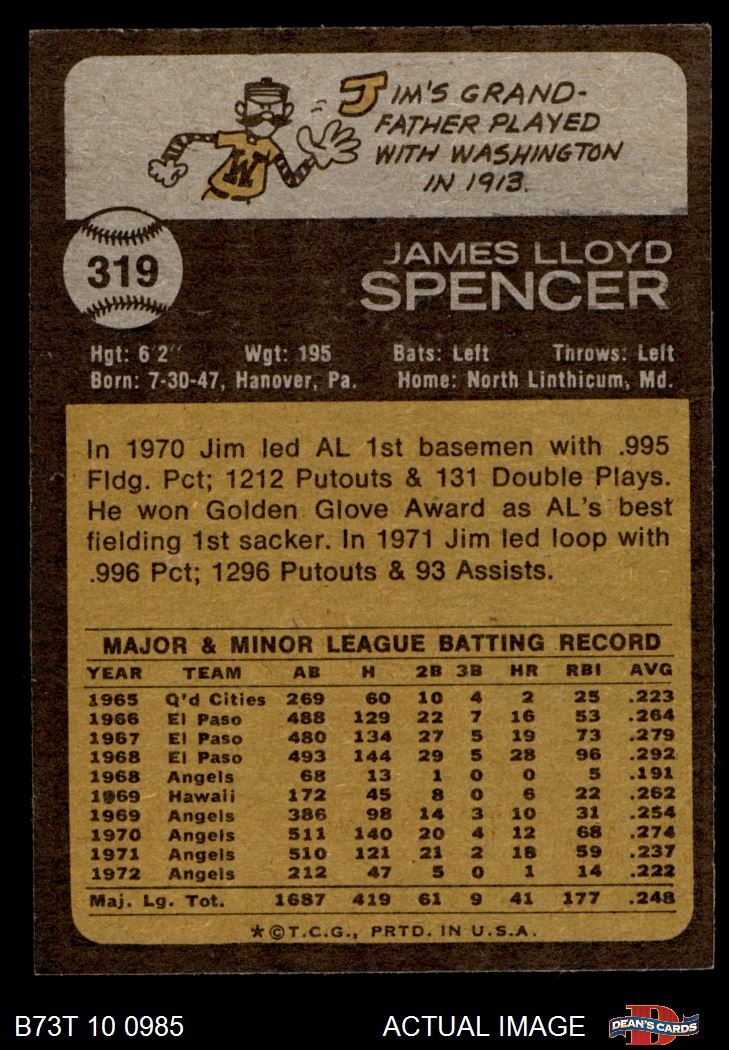 JIM'S GRAND-
FATHER PLAYED
WITH WASHINGTON
IN 1913.
W
319
JAMES LLOYD
SPENCER
Hgt: 6'2" Wgt: 195 Bats: Left Throws: Left
Born: 7-30-47, Hanover, Pa. Home: North Linthicum, Md.
In 1970 Jim led AL 1st basemen with .995
Fldg. Pct; 1212 Putouts & 131 Double Plays.
He won Golden Glove Award as AL's best
fielding 1st sacker. In 1971 Jim led loop with
.996 Pct; 1296 Putouts & 93 Assists.
MAJOR & MINOR LEAGUE BATTING RECORD
YEAR TEAM AB H 2B 3B HR RBI AVG
1965 Q'd Cities 269 60 10 4 2 25 .223
1966 El Paso 488 129 22 7 16 53 .264
1967 El Paso 480 134 27 5 19 73 .279
1968 El Paso 493 144 29 5 28 96 .292
1968 Angels 68 13 1 0 0 5 .191
1969 Hawaii 172 45 8 0 6 22 .262
1969 Angels 386 98 14 3 10 31 .254
1970 Angels 511 140 20 4 12 68 .274
1971 Angels 510 121 21 2 18 59 .237
1972 Angels 212 47 5 0 1 14 .222
Maj. Lg. Tot. 1687 419 61 9 41 177 .248
*©T.C.G., PRTD. IN U.S.A.
B73T 10 0985 ACTUAL IMAGE D DEAN'S CARDS